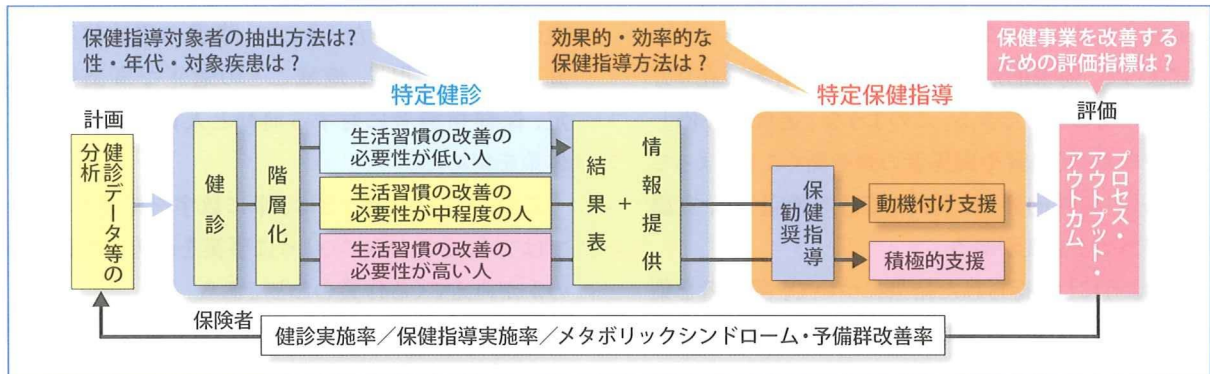 保健指導対象者の抽出方法は?
性・年代・対象疾患は？
効果的・効率的な
保健指導方法は？
保健事業を改善する
ための評価指標は？
特定健診
特定保健指導
計画
評価
健診データ等の
分析
健診
階層化
生活習慣の改善の
必要性が低い人
生活習慣の改善の
必要性が中程度の人
生活習慣の改善の
必要性が高い人
結果表
+
情報提供
保健指導
勧奨
動機付け支援
積極的支援
プロセス・
アウトプット・
アウトカム
保険者
健診実施率／保健指導実施率／メタボリックシンドローム・予備群改善率